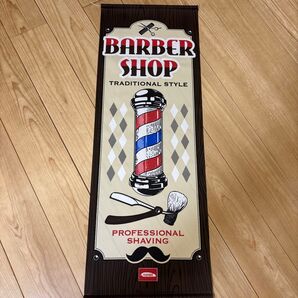 BARBER
SHOP
TRADITIONAL STYLE
PROFESSIONAL
SHAVING